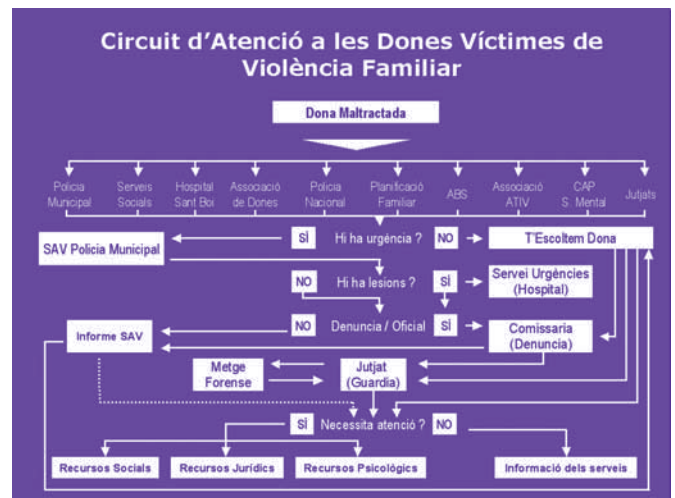 Circuit d'Atenció a les Dones Víctimes de
Violència Familiar
Dona Maltractada
Policia
Municipal
Serveis
Socials
Hospital
Sant Boi
Associació
de Dones
Policia
Nacional
Planificació
Familiar
ABS
Associació
ATIV
CAP
S. Mental
Jutjats
SAV Policia Municipal
SÍ
Hi ha urgència ?
NO
T'Escoltem Dona
NO
Hi ha lesions ?
SÍ
Servei Urgències
(Hospital)
Informe SAV
NO
Denuncia / Oficial
SÍ
Comissaria
(Denuncia)
Metge
Forense
Jutjat
(Guardia)
SÌ
Necessita atenció ?
NO
Recursos Socials
Recursos Jurídics
Recursos Psicológics
Informació dels serveis